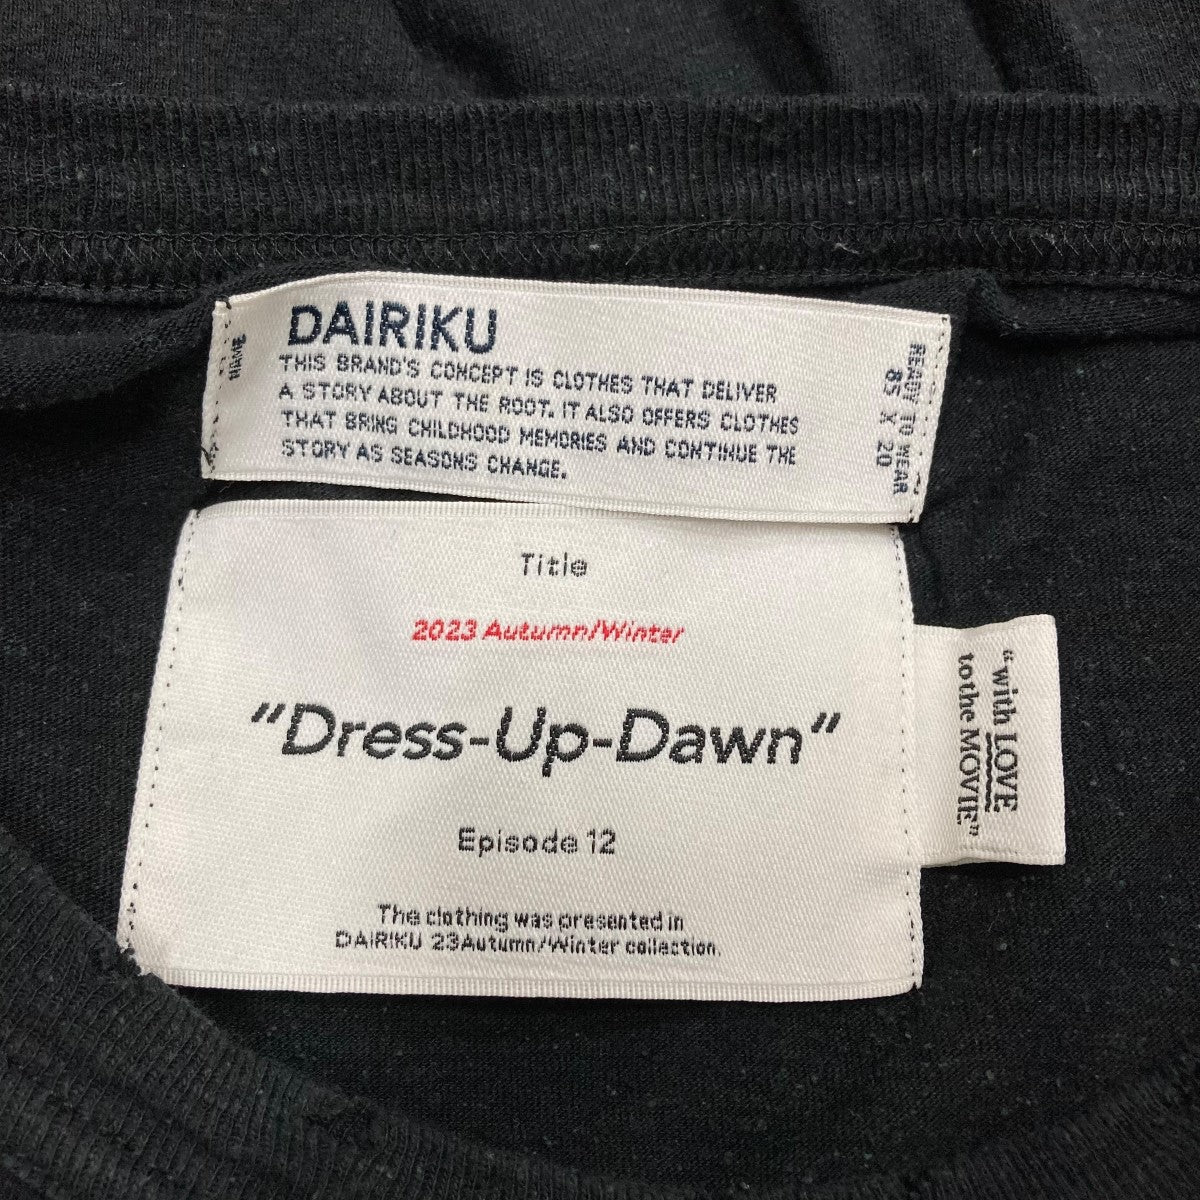 DAIRIKU
THIS BRAND'S CONCEPT IS CLOTHES THAT DELIVER
A STORY ABOUT THE ROOT. IT ALSO OFFERS CLOTHES
THAT BRING CHILDHOOD MEMORIES AND CONTINUE THE
STORY AS SEASONS CHANGE.
READY TO WEAR
85 X 20
Title
2023 Autumn/Winter
"Dress-Up-Dawn"
Episode 12
The clothing was presented in
DAIRIKU 23Autumn/Winter collection.
"with LOVE
to the MOVIE"